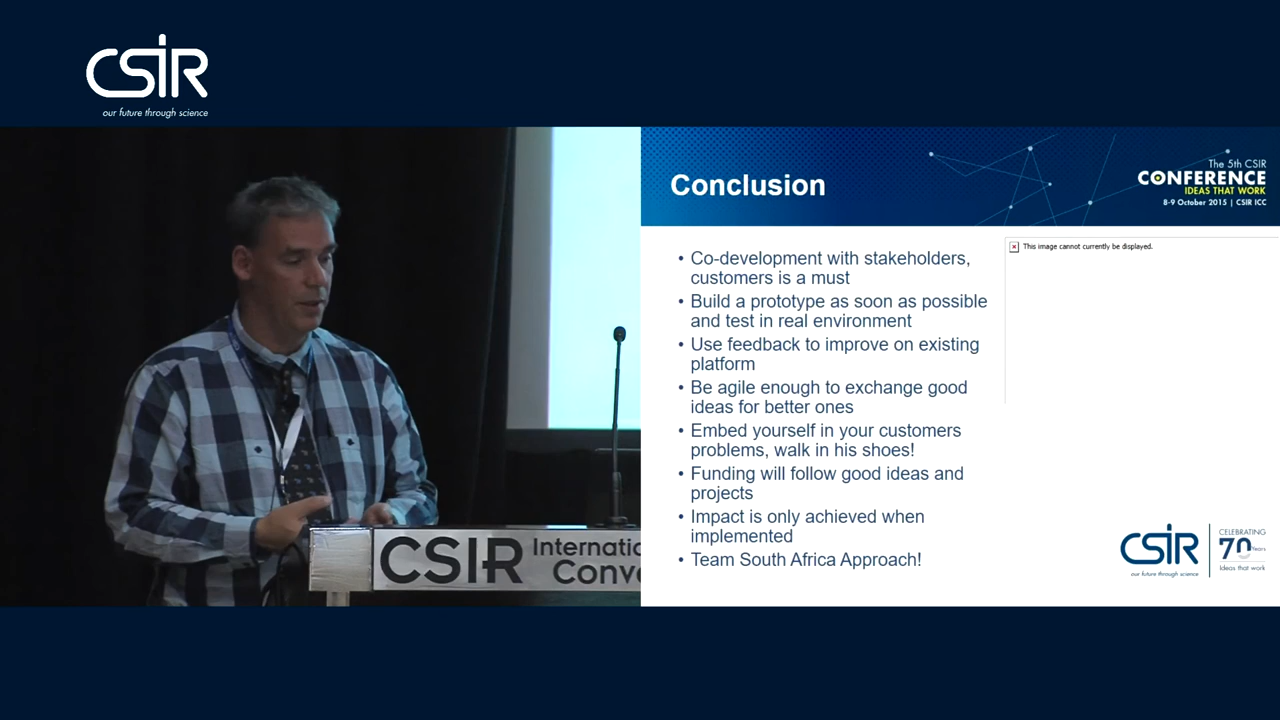 CSIR
our future through science
Conclusion
The 5th CSIR
CONFERENCE
IDEAS THAT WORK
8-9 October 2015 | CSIR ICC
• Co-development with stakeholders,
customers is a must
• Build a prototype as soon as possible
and test in real environment
• Use feedback to improve on existing
platform
• Be agile enough to exchange good
ideas for better ones
• Embed yourself in your customers
problems, walk in his shoes!
• Funding will follow good ideas and
projects
• Impact is only achieved when
implemented
• Team South Africa Approach!
This image cannot currently be displayed.
CSIR
our future through science
CELEBRATING
70 Years
Ideas that work
CSIR
Internatio
Conve